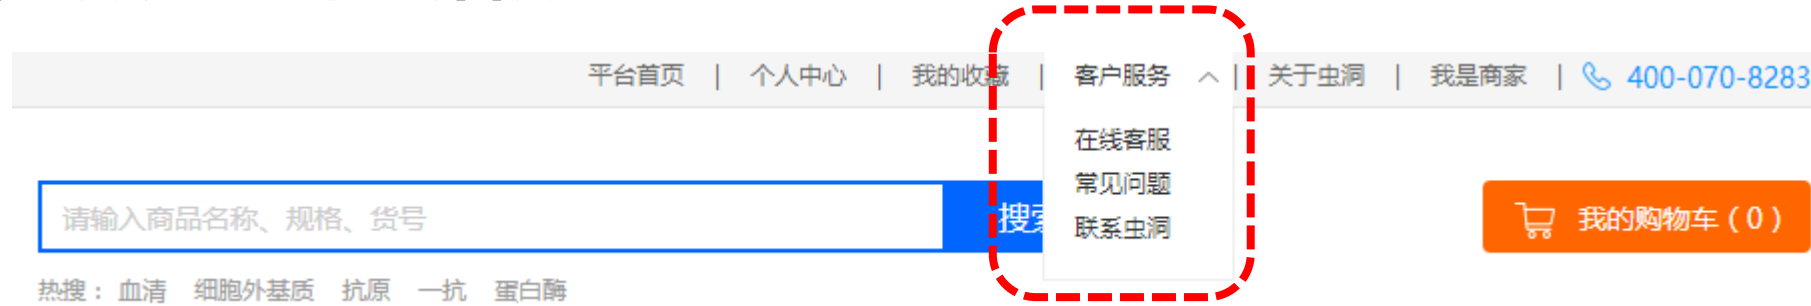 平台首页 | 个人中心 | 我的收藏 | 客户服务 | 关于虫洞 | 我是商家 | 400-070-8283
在线客服
常见问题
联系虫洞
请输入商品名称、规格、货号
搜索
我的购物车（0）
热搜：血清 细胞外基质 抗原 一抗 蛋白酶